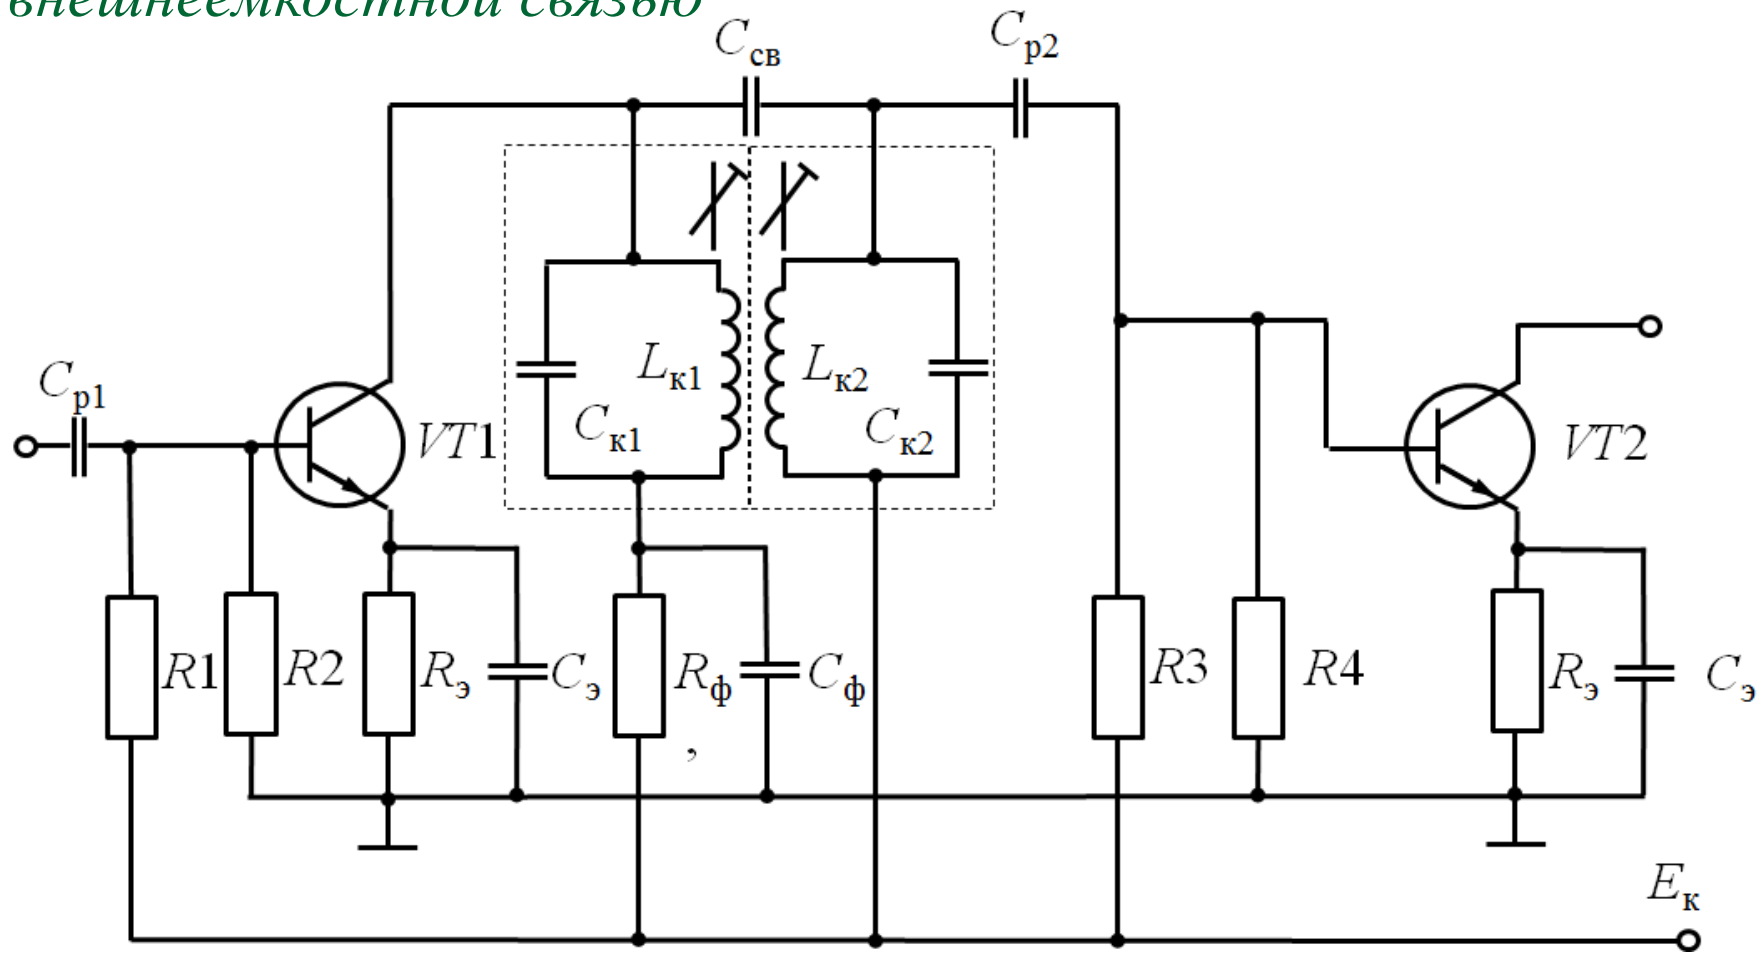 внешнеемкостной связью
Cсв
Cр2
Cр1
VT1
Lк1
Cк1
Lк2
Cк2
VT2
R1
R2
Rэ
Cэ
Rф
,
Cф
R3
R4
Rэ
Cэ
Eк